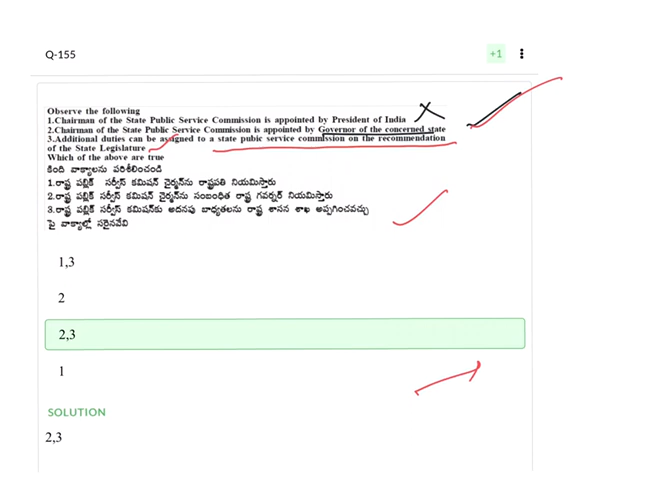 Q-155
+1
Observe the following
1.Chairman of the State Public Service Commission is appointed by President of India
2.Chairman of the State Public Service Commission is appointed by Governor of the concerned state
3.Additional duties can be assigned to a state pubic service commission on the recommendation
of the State Legislature
Which of the above are true
కింది వాక్యాలను పరిశీలించండి
1.రాష్ట్ర పబ్లిక్ సర్వీస్ కమిషన్ చైర్మన్‌ను రాష్ట్రపతి నియమిస్తారు
2.రాష్ట్ర పబ్లిక్ సర్వీస్ కమిషన్ చైర్మన్‌ను సంబంధిత రాష్ట్ర గవర్నర్ నియమిస్తారు
3.రాష్ట్ర పబ్లిక్ సర్వీస్ కమిషన్‌కు అదనపు బాధ్యతలను రాష్ట్ర శాసన శాఖ అప్పగించవచ్చు
పై వాక్యాల్లో సరైనవేవి
1,3
2
2,3
1
SOLUTION
2,3